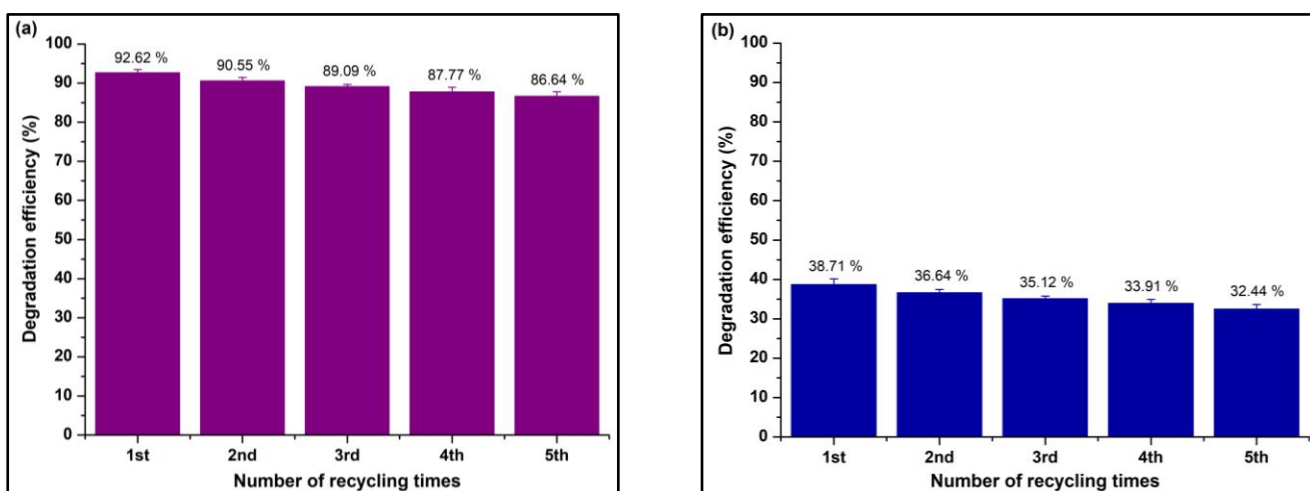 (a)
Degradation efficiency (%)
100
90
80
70
60
50
40
30
20
10
0
92.62 %
90.55 %
89.09 %
87.77 %
86.64 %
1st
2nd
3rd
4th
5th
Number of recycling times
(b)
Degradation efficiency (%)
100
90
80
70
60
50
40
30
20
10
0
38.71 %
36.64 %
35.12 %
33.91 %
32.44 %
1st
2nd
3rd
4th
5th
Number of recycling times